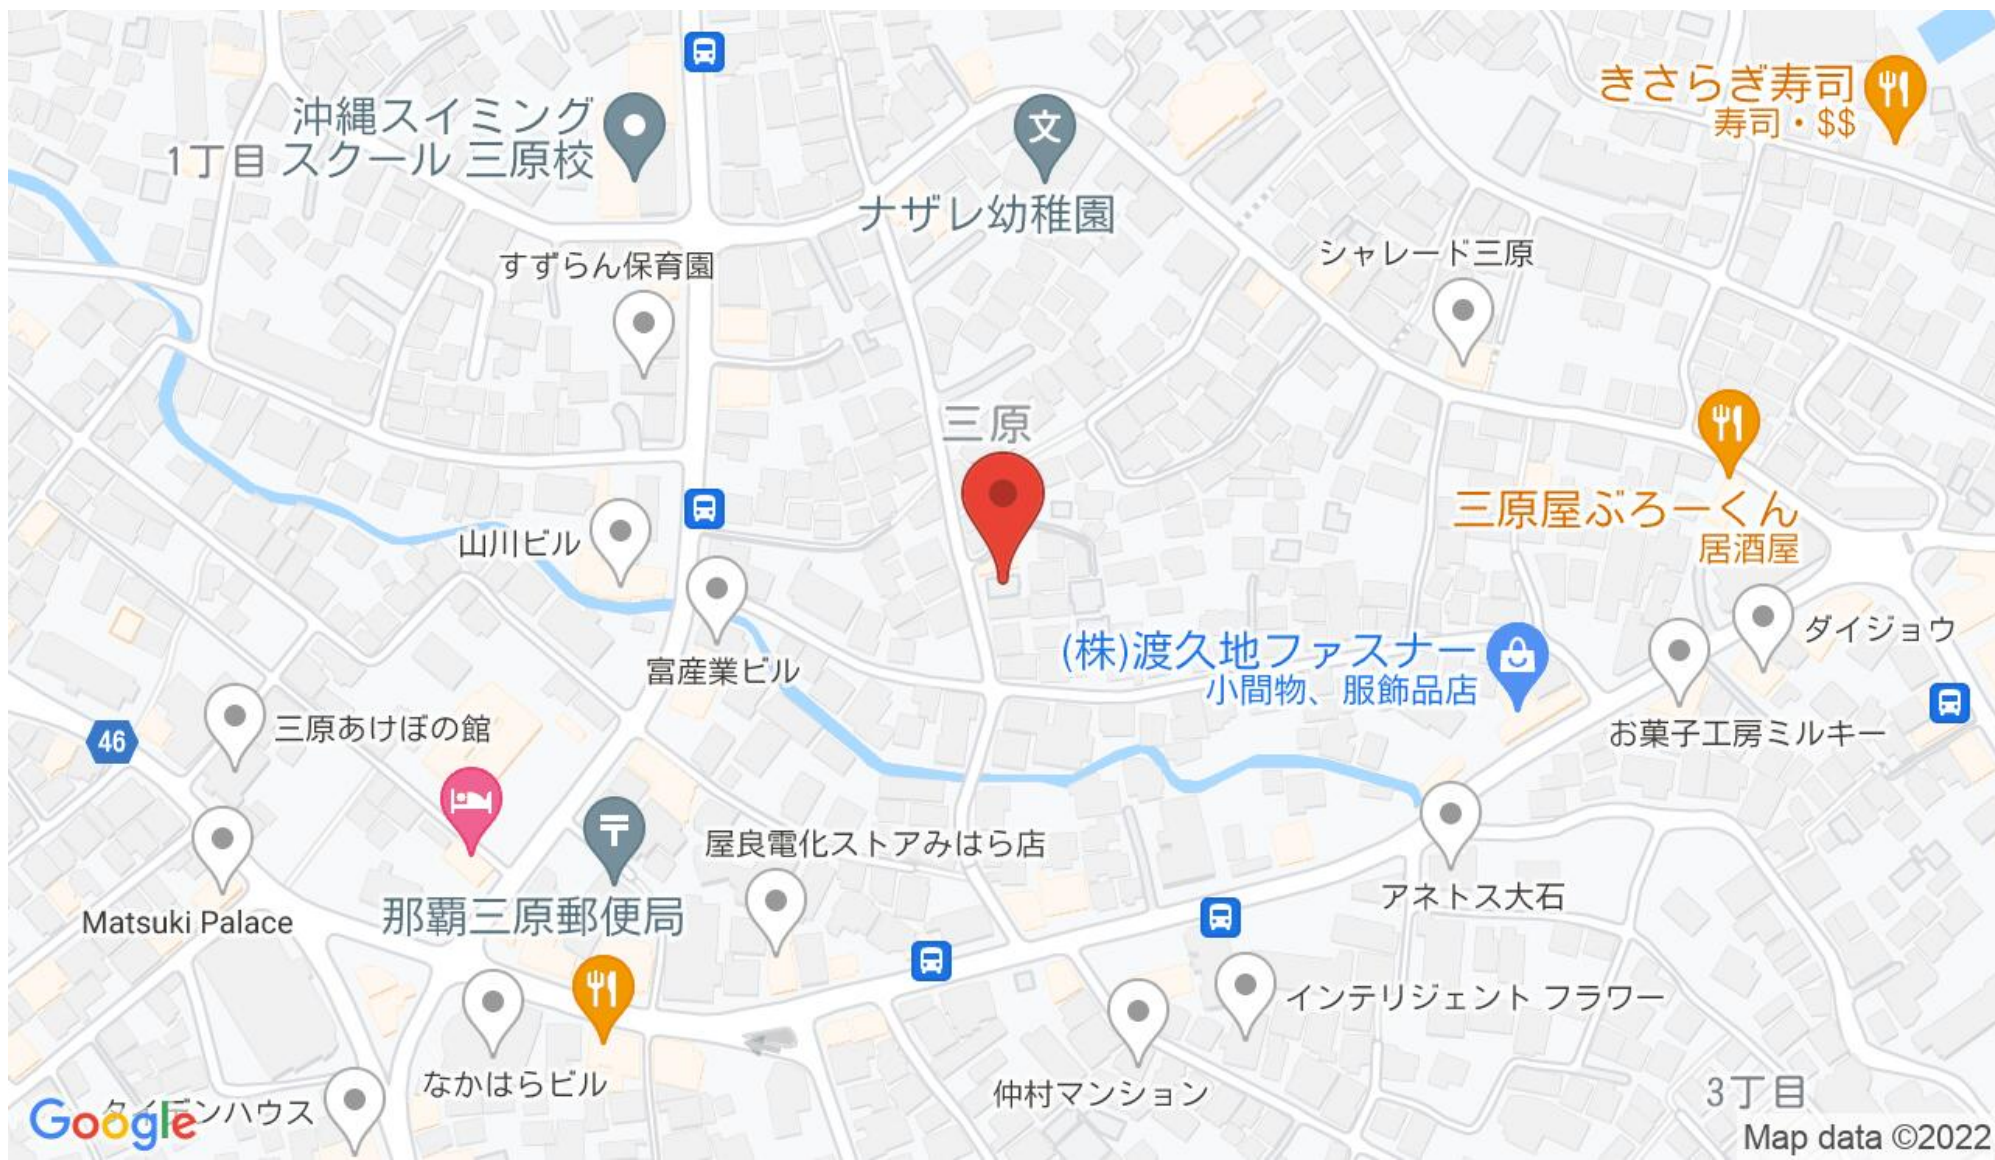 沖縄スイミング
スクール 三原校
1丁目
文
ナザレ幼稚園
きさらぎ寿司
寿司・$$
すずらん保育園
シャレード三原
三原
三原屋ぶろーくん
居酒屋
山川ビル
富産業ビル
(株)渡久地ファスナー
小間物、服飾品店
ダイジョウ
お菓子工房ミルキー
三原あけぼの館
46
〒
屋良電化ストアみはら店
アネトス大石
Matsuki Palace
那覇三原郵便局
インテリジェント フラワー
なかはらビル
仲村マンション
3丁目
Google
ンハウス
Map data ©2022